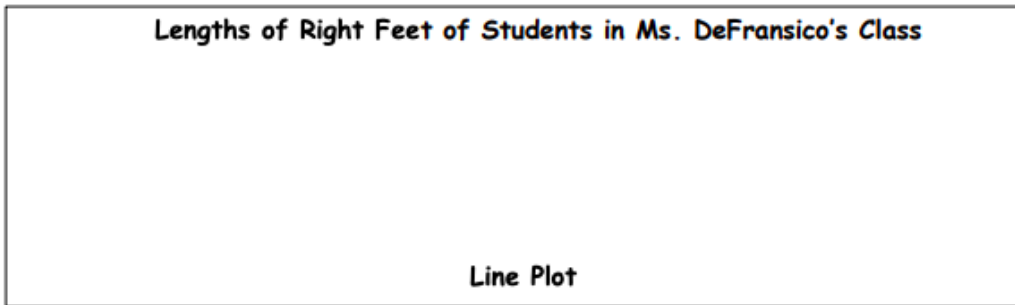 Lengths of Right Feet of Students in Ms. DeFransico's Class
Line Plot